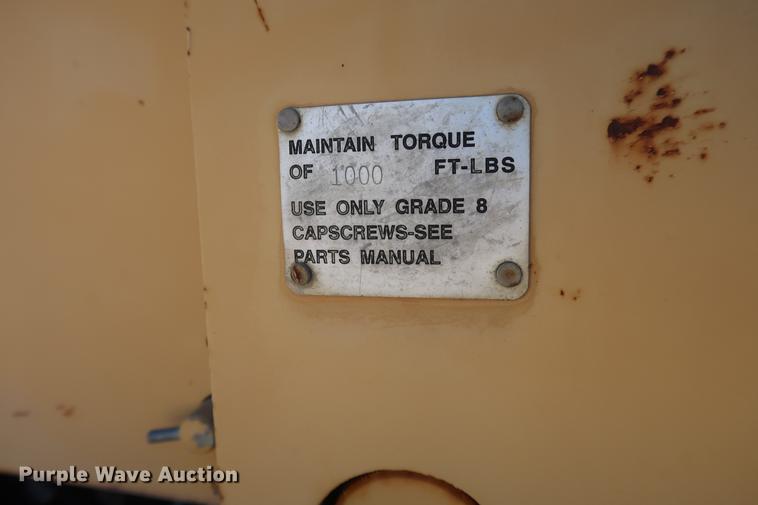 MAINTAIN TORQUE
OF 1000 FT-LBS
USE ONLY GRADE 8
CAPSCREWS-SEE
PARTS MANUAL
Purple Wave Auction